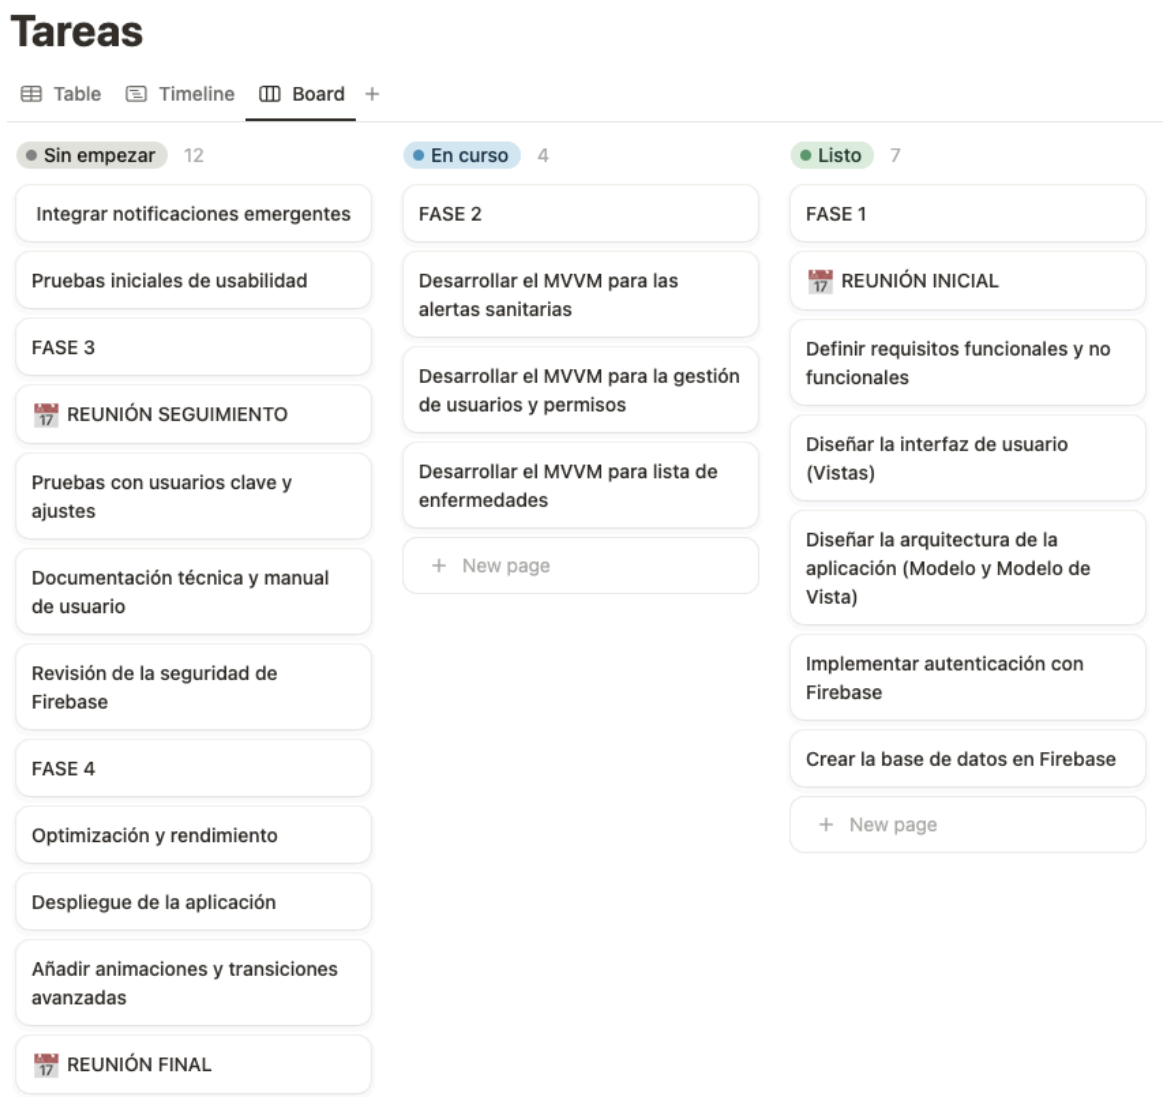 Tareas
Table
Timeline
Board
+
Sin empezar 12
Integrar notificaciones emergentes
Pruebas iniciales de usabilidad
FASE 3
17 REUNIÓN SEGUIMIENTO
Pruebas con usuarios clave y
ajustes
Documentación técnica y manual
de usuario
Revisión de la seguridad de
Firebase
FASE 4
Optimización y rendimiento
Despliegue de la aplicación
Añadir animaciones y transiciones
avanzadas
17 REUNIÓN FINAL
En curso 4
FASE 2
Desarrollar el MVVM para las
alertas sanitarias
Desarrollar el MVVM para la gestión
de usuarios y permisos
Desarrollar el MVVM para lista de
enfermedades
+ New page
Listo 7
FASE 1
17 REUNIÓN INICIAL
Definir requisitos funcionales y no
funcionales
Diseñar la interfaz de usuario
(Vistas)
Diseñar la arquitectura de la
aplicación (Modelo y Modelo de
Vista)
Implementar autenticación con
Firebase
Crear la base de datos en Firebase
+ New page